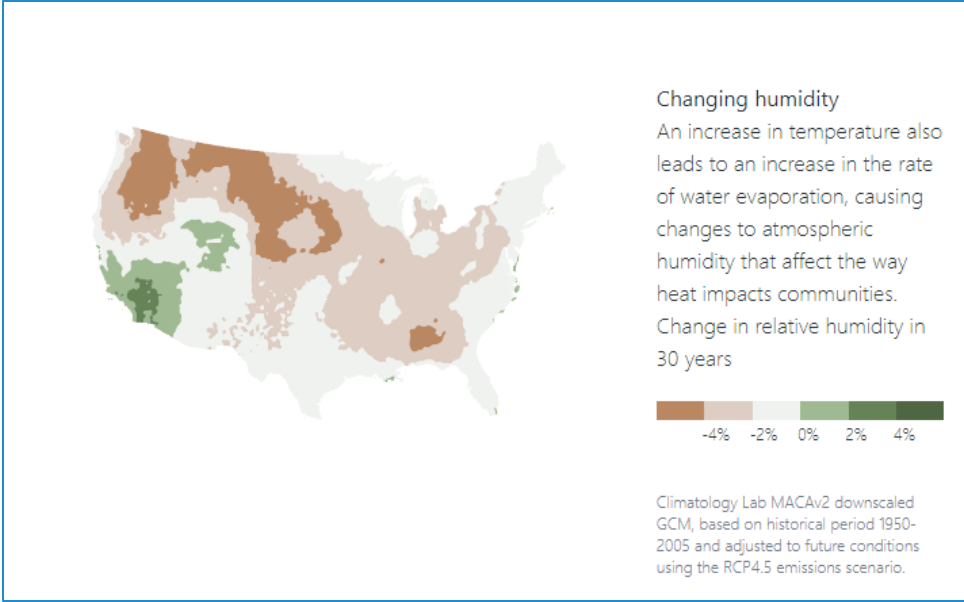 Changing humidity
An increase in temperature also
leads to an increase in the rate
of water evaporation, causing
changes to atmospheric
humidity that affect the way
heat impacts communities.
Change in relative humidity in
30 years
-4% -2% 0% 2% 4%
Climatology Lab MACAv2 downscaled
GCM, based on historical period 1950-
2005 and adjusted to future conditions
using the RCP4.5 emissions scenario.